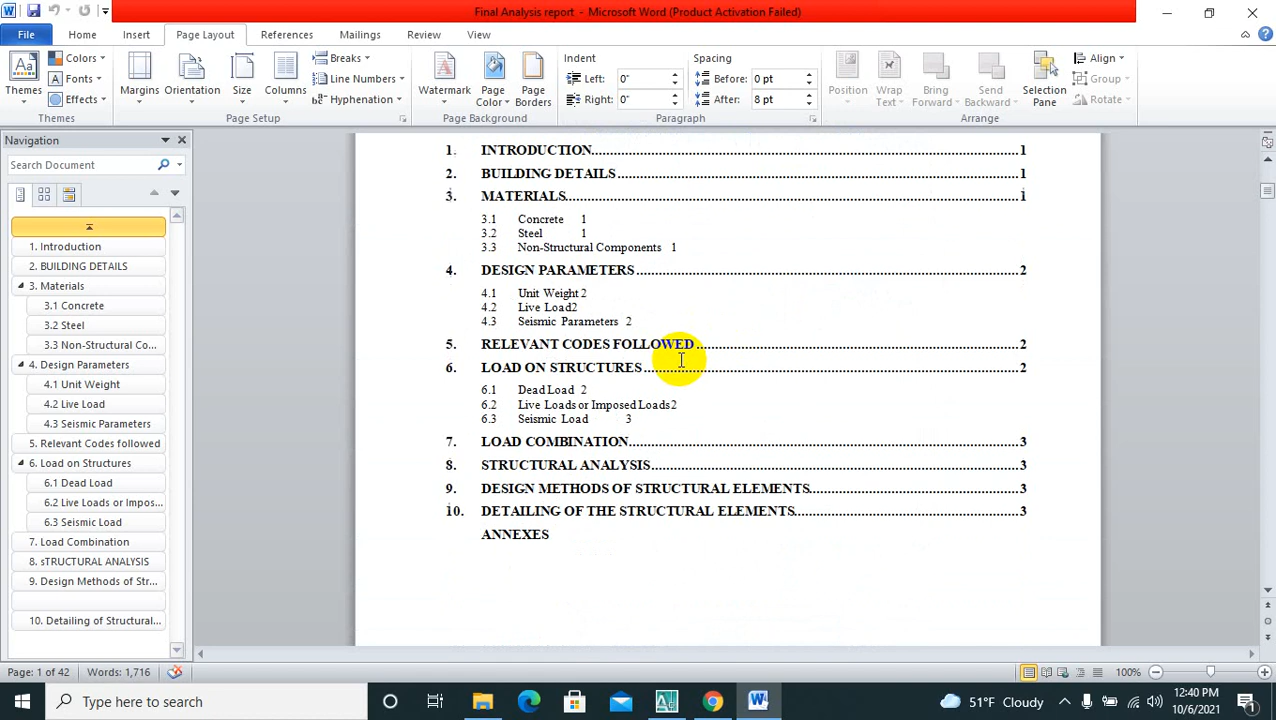 Final Analysis report - Microsoft Word (Product Activation Failed)
File Home Insert Page Layout References Mailings Review View
Themes Colors Fonts Effects
Margins Orientation Size Columns Breaks Line Numbers Hyphenation
Watermark Page Color Page Borders
Indent Left: 0" Right: 0"
Spacing Before: 0 pt After: 8 pt
Position Wrap Text Bring Forward Send Backward Selection Pane Align Group Rotate
Themes Page Setup Page Background Paragraph Arrange
Navigation
Search Document
1. Introduction
2. BUILDING DETAILS
3. Materials
3.1 Concrete
3.2 Steel
3.3 Non-Structural Co...
4. Design Parameters
4.1 Unit Weight
4.2 Live Load
4.3 Seismic Parameters
5. Relevant Codes followed
6. Load on Structures
6.1 Dead Load
6.2 Live Loads or Impos...
6.3 Seismic Load
7. Load Combination
8. sTRUCTURAL ANALYSIS
9. Design Methods of Str...
10. Detailing of Structural...
1. INTRODUCTION 1
2. BUILDING DETAILS 1
3. MATERIALS 1
3.1 Concrete 1
3.2 Steel 1
3.3 Non-Structural Components 1
4. DESIGN PARAMETERS 2
4.1 Unit Weight 2
4.2 Live Load2
4.3 Seismic Parameters 2
5. RELEVANT CODES FOLLOWED 2
6. LOAD ON STRUCTURES 2
6.1 Dead Load 2
6.2 Live Loads or Imposed Loads2
6.3 Seismic Load 3
7. LOAD COMBINATION 3
8. STRUCTURAL ANALYSIS 3
9. DESIGN METHODS OF STRUCTURAL ELEMENTS 3
10. DETAILING OF THE STRUCTURAL ELEMENTS 3
ANNEXES
Page: 1 of 42 Words: 1,716 100%
Type here to search 51°F Cloudy 12:40 PM
10/6/2021